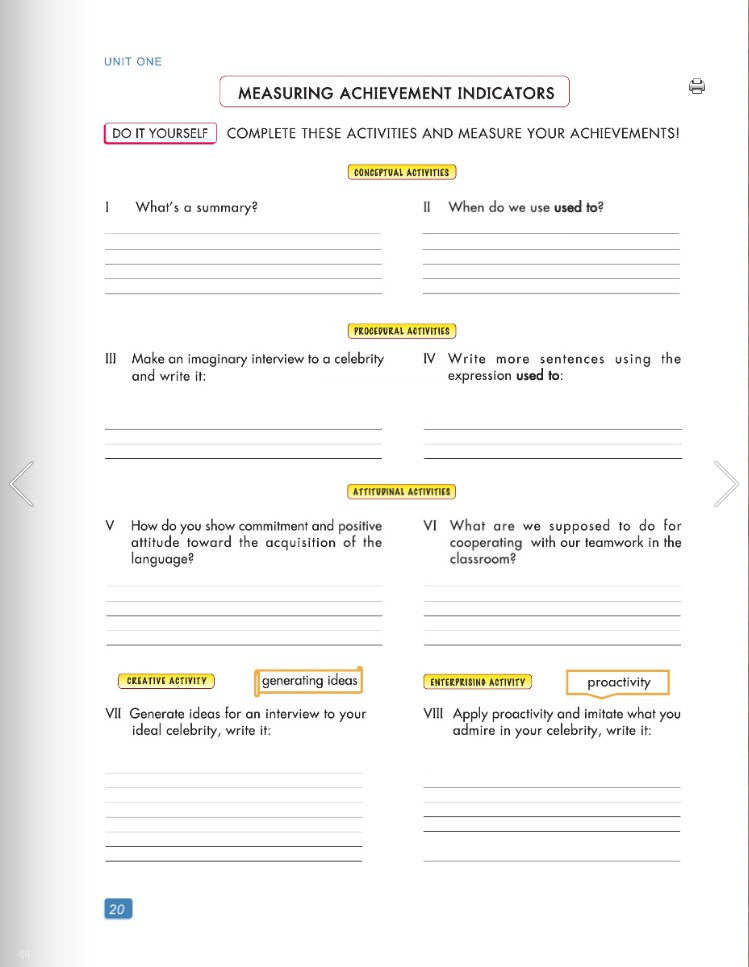 UNIT ONE
MEASURING ACHIEVEMENT INDICATORS
DO IT YOURSELF COMPLETE THESE ACTIVITIES AND MEASURE YOUR ACHIEVEMENTS!
CONCEPTUAL ACTIVITIES
I What's a summary?
II When do we use used to?
PROCEDURAL ACTIVITIES
III Make an imaginary interview to a celebrity
and write it:
IV Write more sentences using the
expression used to:
ATTITUDINAL ACTIVITIES
V How do you show commitment and positive
attitude toward the acquisition of the
language?
VI What are we supposed to do for
cooperating with our teamwork in the
classroom?
CREATIVE ACTIVITY generating ideas
VII Generate ideas for an interview to your
ideal celebrity, write it:
ENTERPRISING ACTIVITY proactivity
VIII Apply proactivity and imitate what you
admire in your celebrity, write it:
20